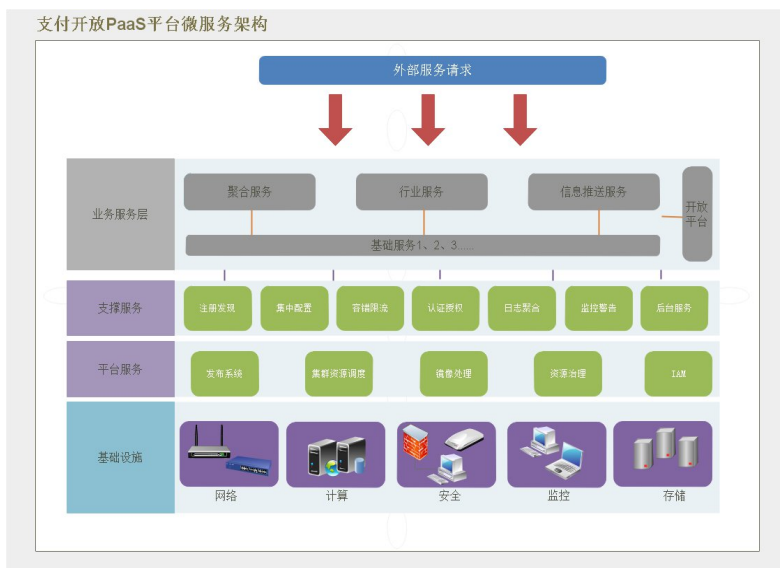 支付开放PaaS平台微服务架构
外部服务请求
业务服务层
聚合服务
行业服务
信息推送服务
开放
平台
基础服务1、2、3......
支撑服务
注册发现
集中配置
容错限流
认证授权
日志聚合
监控警告
后台服务
平台服务
发布系统
集群资源调度
镜像处理
资源治理
IAM
基础设施
网络
计算
安全
监控
存储